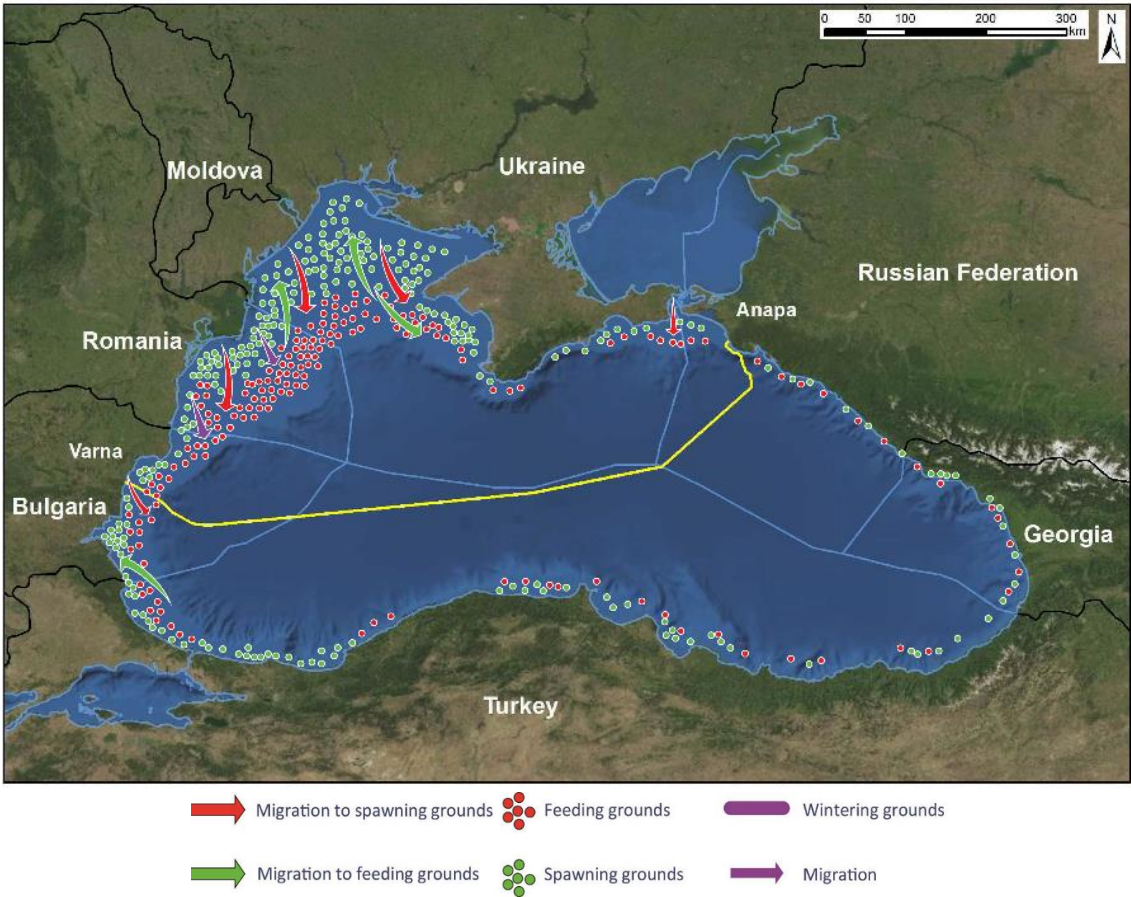 0 50 100 200 300
km
N
Moldova
Ukraine
Russian Federation
Anapa
Romania
Varna
Bulgaria
Georgia
Turkey
Migration to spawning grounds
Feeding grounds
Wintering grounds
Migration to feeding grounds
Spawning grounds
Migration